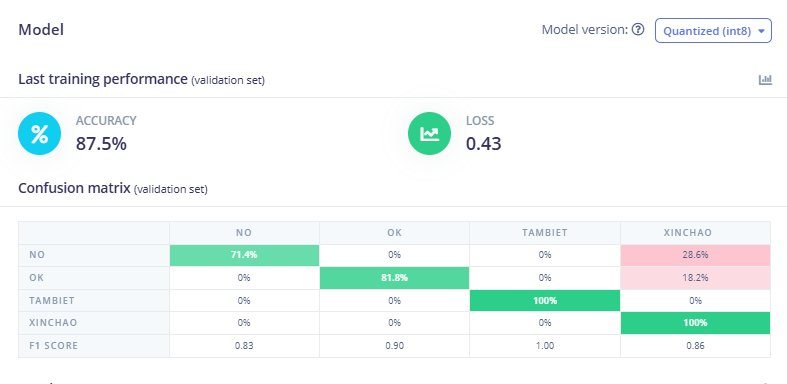 Model
Model version: Quantized (int8)
Last training performance (validation set)
% ACCURACY
87.5%
LOSS
0.43
Confusion matrix (validation set)
NO OK TAMBIET XINCHAO
NO 71.4% 0% 0% 28.6%
OK 0% 81.8% 0% 18.2%
TAMBIET 0% 0% 100% 0%
XINCHAO 0% 0% 0% 100%
F1 SCORE 0.83 0.90 1.00 0.86